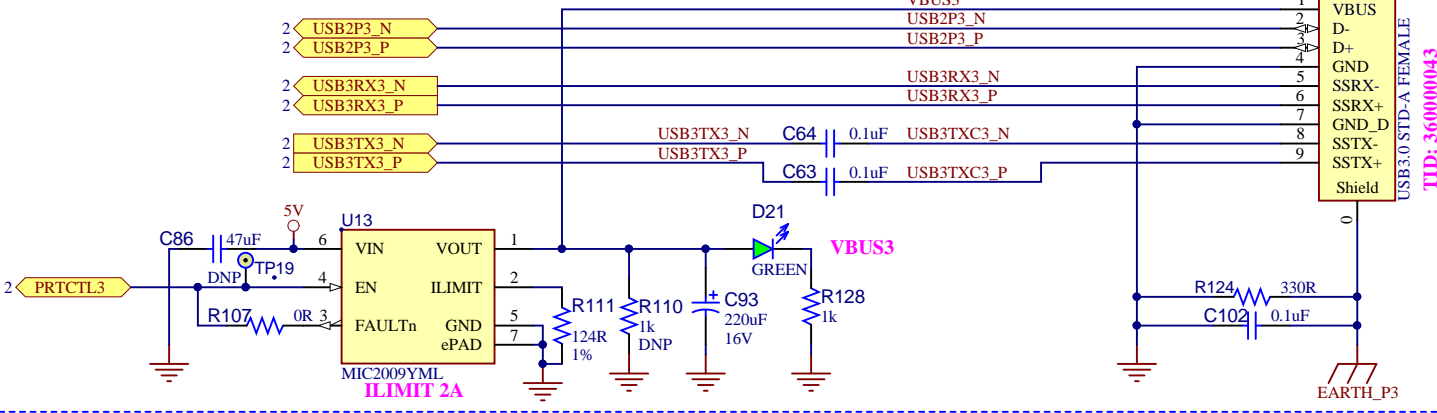 VBUS3
1
VBUS
2
USB2P3_N
USB2P3_N
2
D-
2
USB2P3_P
USB2P3_P
3
D+
4
GND
2
USB3RX3_N
USB3RX3_N
5
SSRX-
2
USB3RX3_P
USB3RX3_P
6
SSRX+
7
GND_D
2
USB3TX3_N
USB3TX3_N
C64
0.1uF
USB3TXC3_N
8
SSTX-
2
USB3TX3_P
USB3TX3_P
9
SSTX+
C63
0.1uF
USB3TXC3_P
Shield
0
USB3.0 STD-A FEMALE
TID: 360000043
5V
U13
C86
47uF
6
VIN
VOUT
1
D21
GREEN
VBUS3
DNP
TP19
2
PRTCTL3
4
EN
ILIMIT
2
R107
0R
3
FAULTn
GND
5
ePAD
7
MIC2009YML
ILIMIT 2A
R111
124R
1%
R110
1k
DNP
+
C93
220uF
16V
R128
1k
R124
330R
C102
0.1uF
EARTH_P3